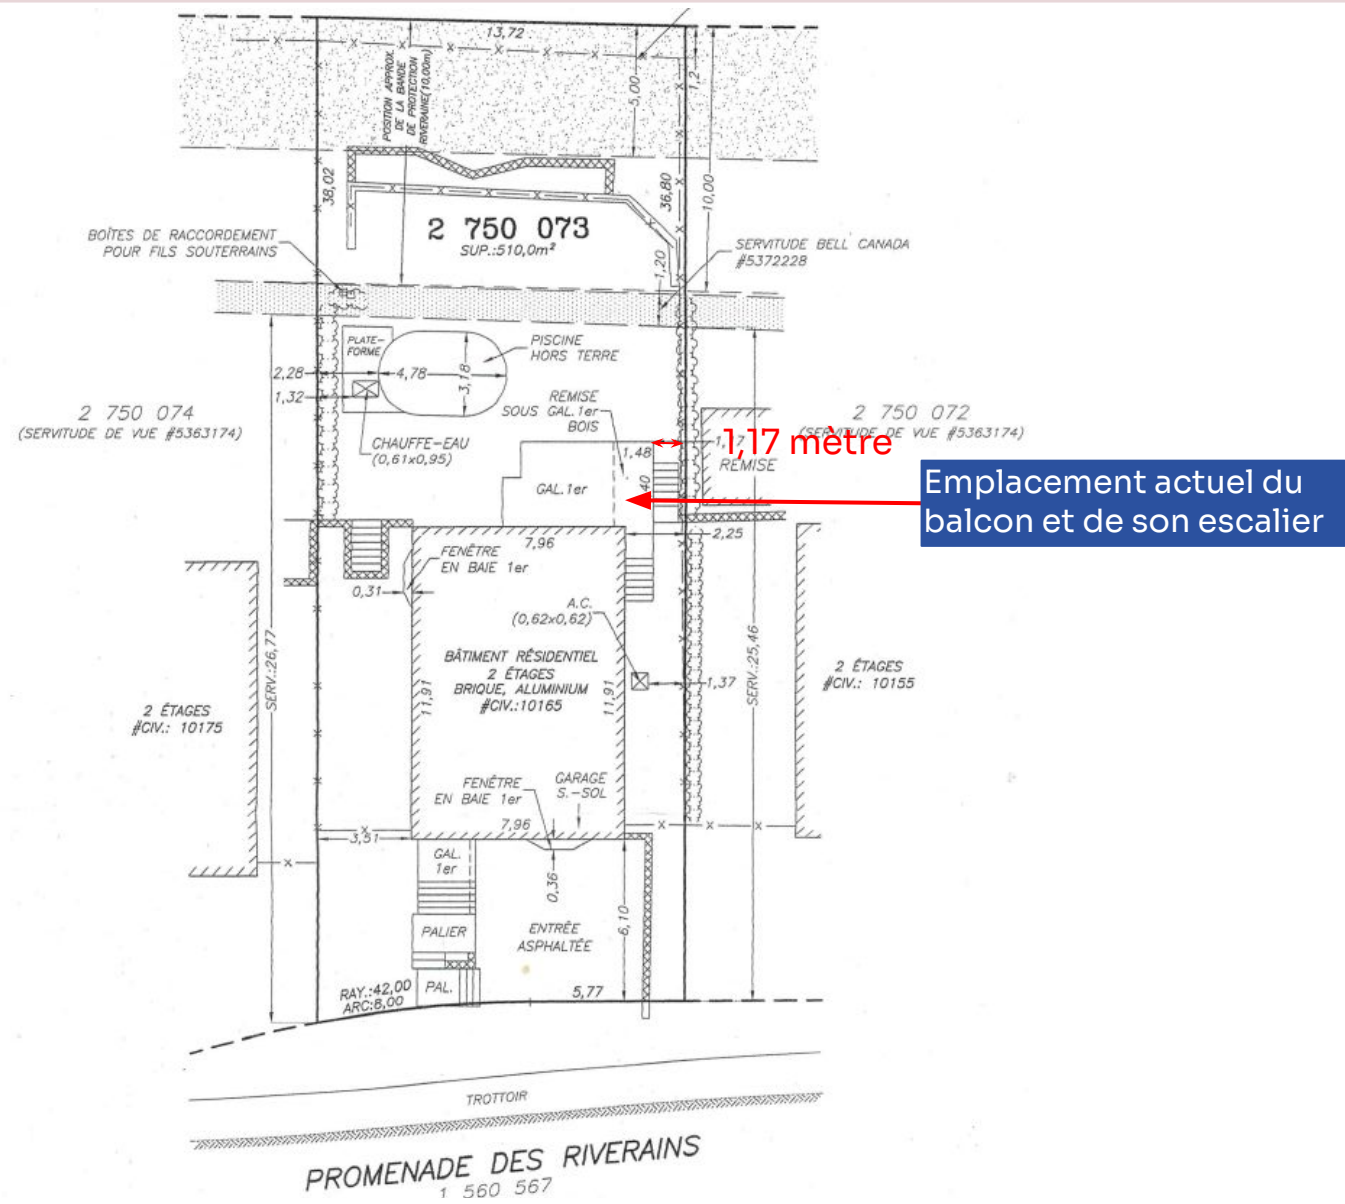 13,72
POSITION APPROX.
DE LA BANDE
DE PROTECTION
RIVERAINE(10,00m)
5,00
1,2
38,02
36,80
10,00
2 750 073
SUP.:510,0m²
BOÎTES DE RACCORDEMENT
POUR FILS SOUTERRAINS
SERVITUDE BELL CANADA
#5372228
1,20
PLATE-
FORME
PISCINE
HORS TERRE
2,28
4,78
3,18
1,32
REMISE
SOUS GAL.1er
BOIS
2 750 074
(SERVITUDE DE VUE #5363174)
2 750 072
(SERVITUDE DE VUE #5363174)
CHAUFFE-EAU
(0,61x0,95)
1,48
1,17 mètre
REMISE
GAL.1er
40
Emplacement actuel du
balcon et de son escalier
7,96
2,25
FENÊTRE
EN BAIE 1er
0,31
A.C.
(0,62x0,62)
SERV.:26,77
SERV.:25,46
BÂTIMENT RÉSIDENTIEL
2 ÉTAGES
BRIQUE, ALUMINIUM
#CIV.:10165
11,91
11,91
1,37
2 ÉTAGES
#CIV.: 10155
2 ÉTAGES
#CIV.: 10175
FENÊTRE
EN BAIE 1er
GARAGE
S.-SOL
7,96
3,51
GAL.
1er
0,36
6,10
PALIER
ENTRÉE
ASPHALTÉE
RAY.:42,00
ARC:8,00
PAL.
5,77
TROTTOIR
PROMENADE DES RIVERAINS
1 560 567